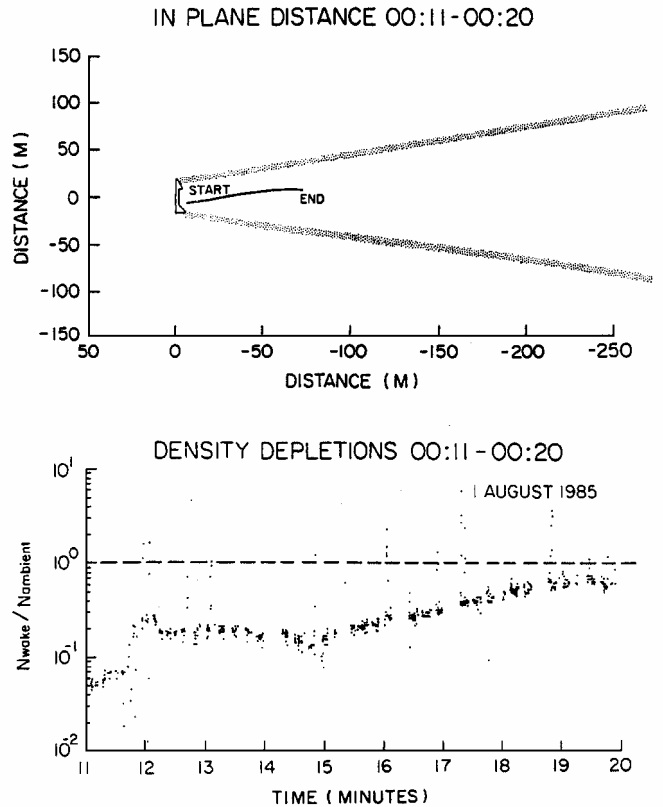 IN PLANE DISTANCE 00:11-00:20
150
100
50
0
-50
-100
-150
DISTANCE (M)
START
END
50 0 -50 -100 -150 -200 -250
DISTANCE (M)
DENSITY DEPLETIONS 00:11-00:20
1 AUGUST 1985
10¹
10⁰
10⁻¹
10²
Nwake/Nambient
11 12 13 14 15 16 17 18 19 20
TIME (MINUTES)